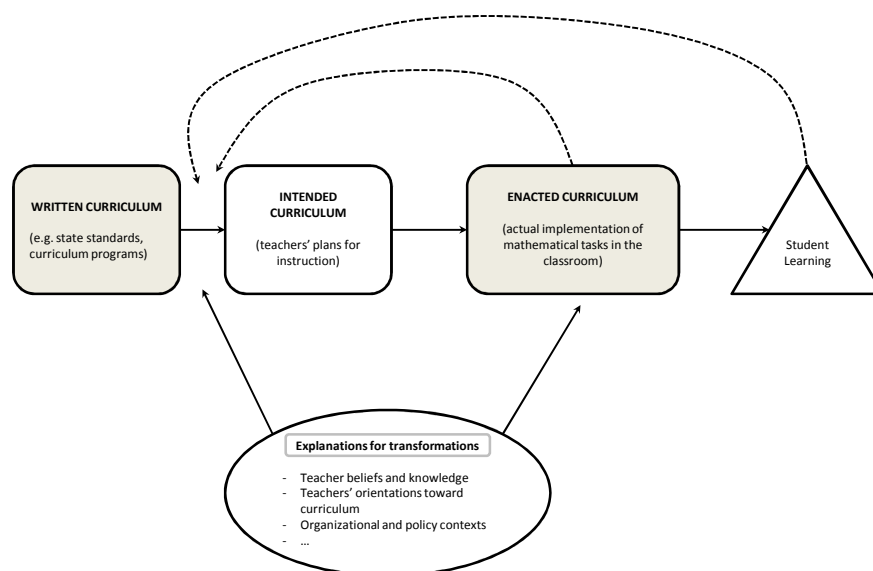 WRITTEN CURRICULUM
(e.g. state standards,
curriculum programs)
INTENDED
CURRICULUM
(teachers' plans for
instruction)
ENACTED CURRICULUM
(actual implementation of
mathematical tasks in the
classroom)
Student
Learning
Explanations for transformations
- Teacher beliefs and knowledge
- Teachers' orientations toward
curriculum
- Organizational and policy contexts
- ...